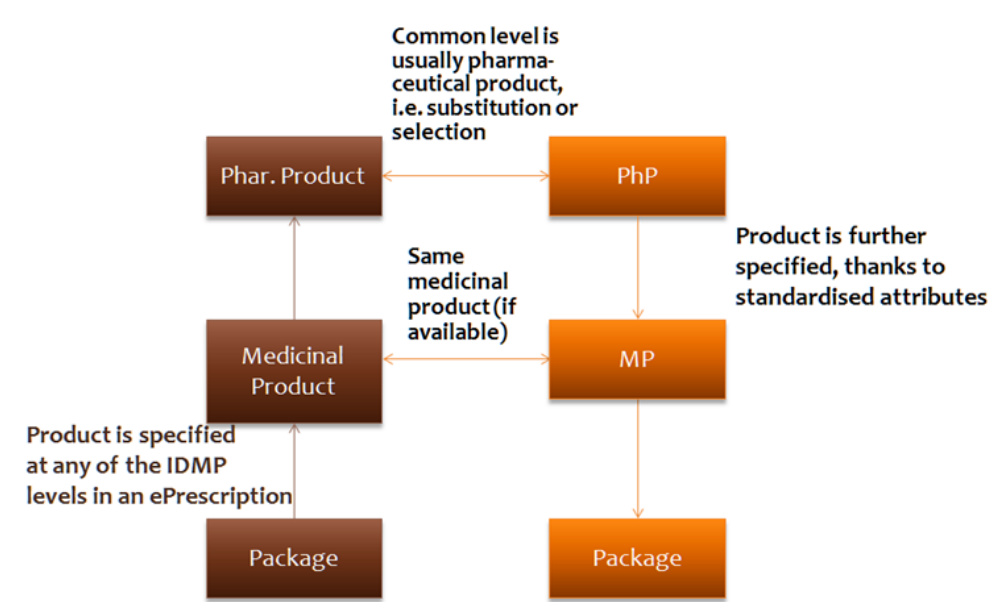 Common level is
usually pharma-
ceutical product,
i.e. substitution or
selection
Phar. Product
PhP
Product is further
specified, thanks to
standardised attributes
Same
medicinal
product (if
available)
Medicinal
Product
MP
Product is specified
at any of the IDMP
levels in an ePrescription
Package
Package